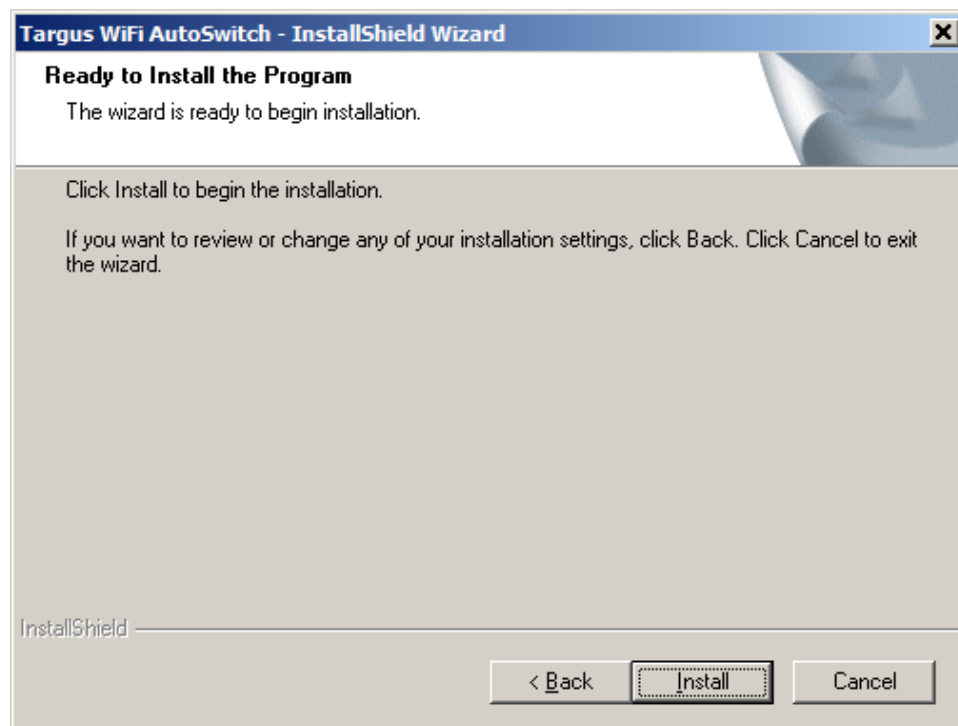 Targus WiFi AutoSwitch - InstallShield Wizard
Ready to Install the Program
The wizard is ready to begin installation.
Click Install to begin the installation.
If you want to review or change any of your installation settings, click Back. Click Cancel to exit
the wizard.
InstallShield
< Back Install Cancel